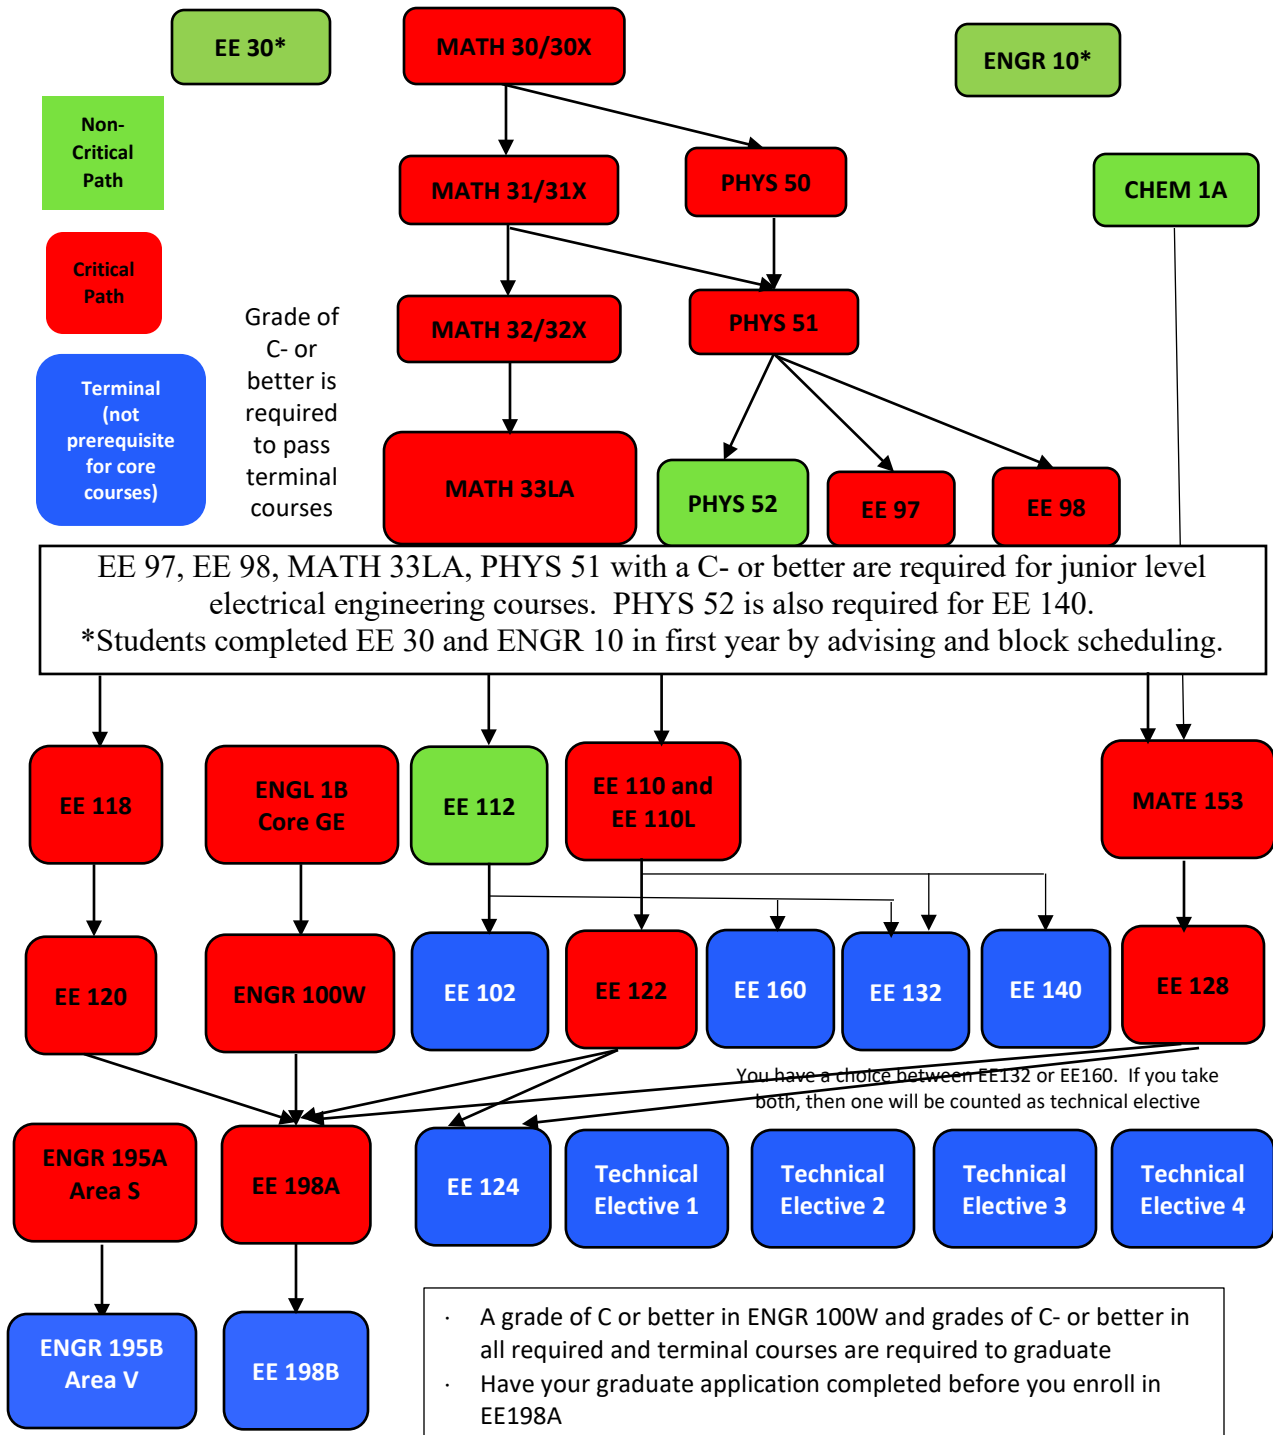 EE 30*
MATH 30/30X
ENGR 10*
Non-
Critical
Path
MATH 31/31X
PHYS 50
CHEM 1A
Critical
Path
Grade of
C- or
better is
required
to pass
terminal
courses
MATH 32/32X
PHYS 51
Terminal
(not
prerequisite
for core
courses)
MATH 33LA
PHYS 52
EE 97
EE 98
EE 97, EE 98, MATH 33LA, PHYS 51 with a C- or better are required for junior level
electrical engineering courses.  PHYS 52 is also required for EE 140.
*Students completed EE 30 and ENGR 10 in first year by advising and block scheduling.
EE 118
ENGL 1B
Core GE
EE 112
EE 110 and
EE 110L
MATE 153
EE 120
ENGR 100W
EE 102
EE 122
EE 160
EE 132
EE 140
EE 128
You have a choice between EE132 or EE160.  If you take
both, then one will be counted as technical elective
ENGR 195A
Area S
EE 198A
EE 124
Technical
Elective 1
Technical
Elective 2
Technical
Elective 3
Technical
Elective 4
ENGR 195B
Area V
EE 198B
· A grade of C or better in ENGR 100W and grades of C- or better in
all required and terminal courses are required to graduate
· Have your graduate application completed before you enroll in
EE198A